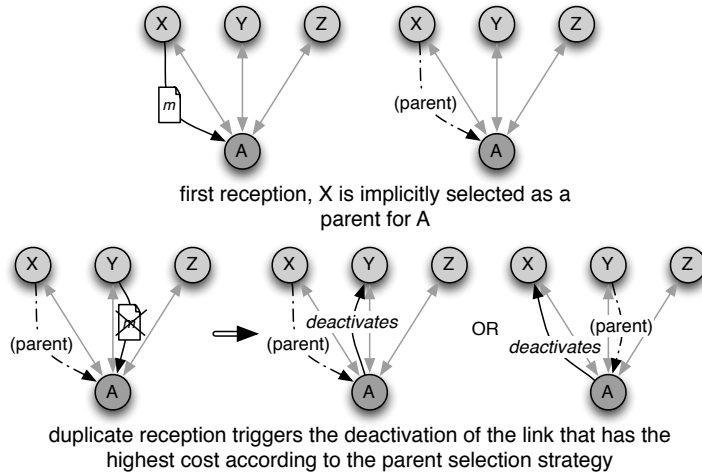 X Y Z X Y Z
m
(parent)
A A
first reception, X is implicitly selected as a
parent for A
X Y Z X Y Z X Y Z
m
deactivates OR (parent)
(parent) (parent) deactivates
A A A
duplicate reception triggers the deactivation of the link that has the
highest cost according to the parent selection strategy